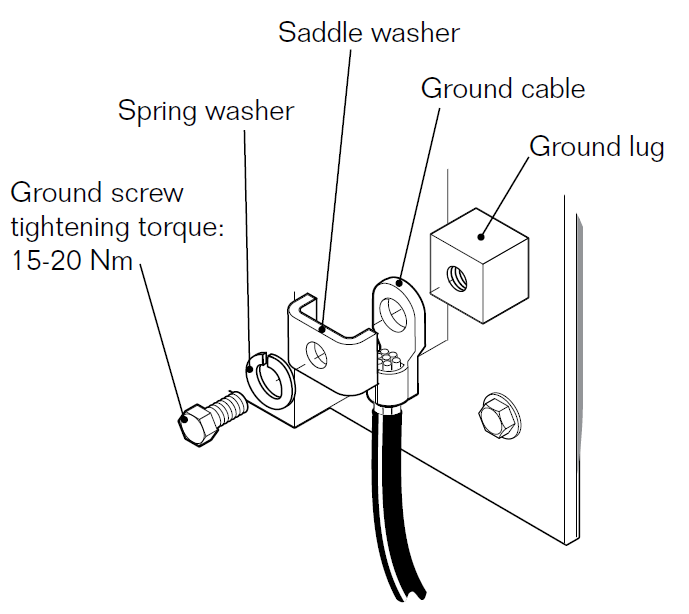 Saddle washer
Ground cable
Spring washer
Ground lug
Ground screw
tightening torque:
15-20 Nm